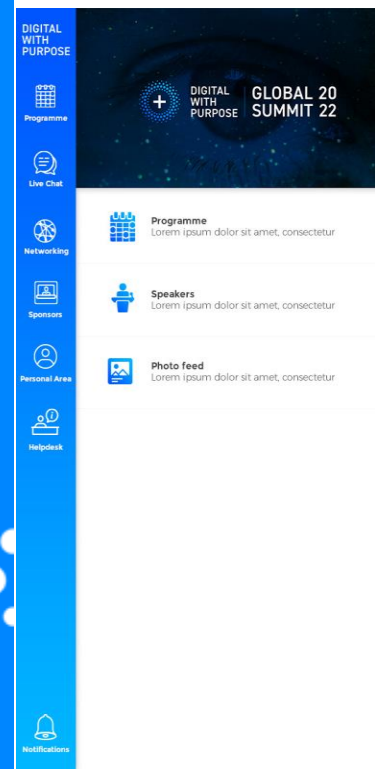 DIGITAL
WITH
PURPOSE
Programme
Live Chat
Networking
Sponsors
Personal Area
Helpdesk
Notifications
DIGITAL
WITH
PURPOSE
GLOBAL 20
SUMMIT 22
Programme
Lorem ipsum dolor sit amet, consectetur
Speakers
Lorem ipsum dolor sit amet, consectetur
Photo feed
Lorem ipsum dolor sit amet, consectetur